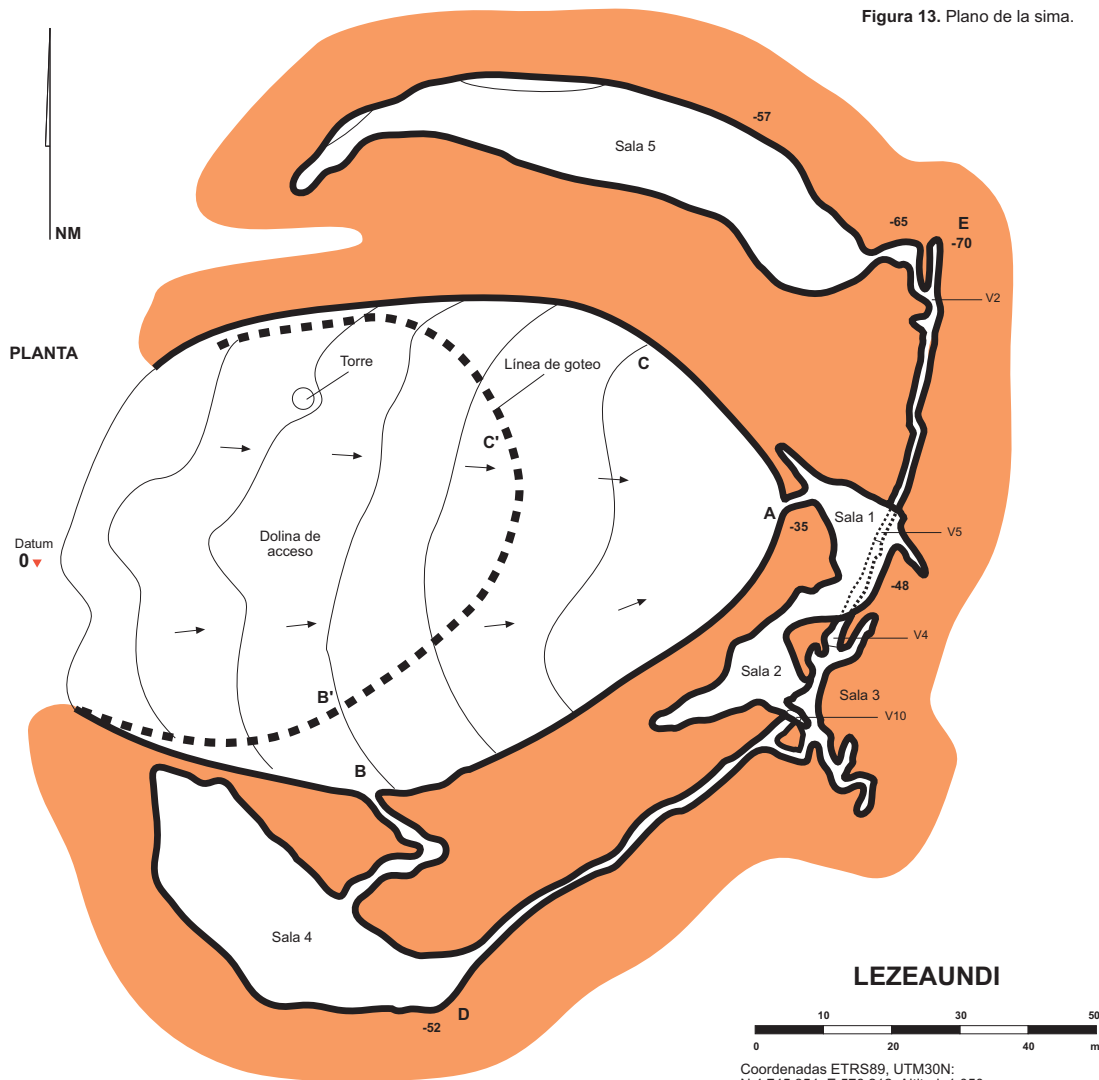 Figura 13. Plano de la sima.
NM
PLANTA
Sala 5
-57
-65
E
-70
V2
Torre
Línea de goteo
C
C'
A
-35
Sala 1
V5
Datum
0
Dolina de
acceso
-48
V4
Sala 2
Sala 3
V10
B'
B
Sala 4
D
-52
LEZEAUNDI
10 30 50
0 20 40 m
Coordenadas ETRS89, UTM30N: